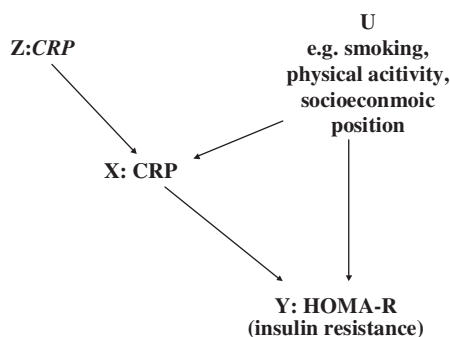 U
Z:CRP
e.g. smoking,
physical acitivity,
socioeconmoic
position
X: CRP
Y: HOMA-R
(insulin resistance)